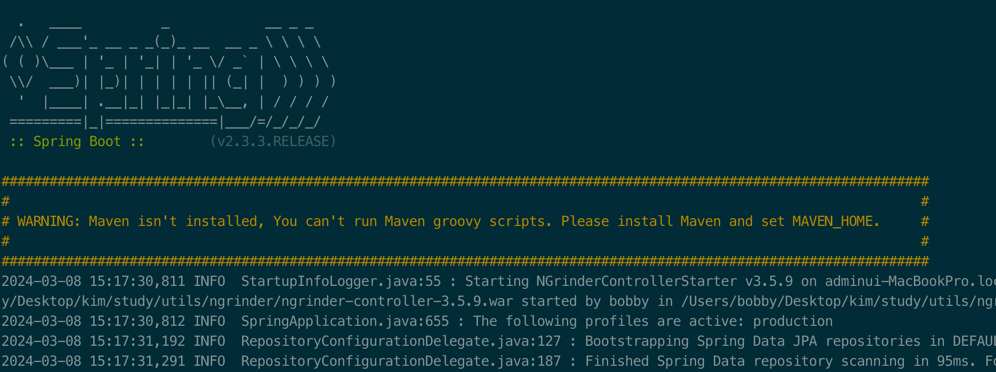 .   ____          _            __ _ _
 /\\ / ___'_ __ _ _(_)_ __  __ _ \ \ \ \
( ( )\___ | '_ | '_| | '_ \/ _` | \ \ \ \
 \\/  ___)| |_)| | | | | || (_| |  ) ) ) )
  '  |____| .__|_| |_|_| |_\__, | / / / /
 =========|_|==============|___/=/_/_/_/
 :: Spring Boot ::        (v2.3.3.RELEASE)
###################################################################################################################
#                                                                                                                 #
# WARNING: Maven isn't installed, You can't run Maven groovy scripts. Please install Maven and set MAVEN_HOME.     #
#                                                                                                                 #
###################################################################################################################
2024-03-08 15:17:30,811 INFO  StartupInfoLogger.java:55 : Starting NGrinderControllerStarter v3.5.9 on adminui-MacBookPro.loc
y/Desktop/kim/study/utils/ngrinder/ngrinder-controller-3.5.9.war started by bobby in /Users/bobby/Desktop/kim/study/utils/ngr
2024-03-08 15:17:30,812 INFO  SpringApplication.java:655 : The following profiles are active: production
2024-03-08 15:17:31,192 INFO  RepositoryConfigurationDelegate.java:127 : Bootstrapping Spring Data JPA repositories in DEFAUL
2024-03-08 15:17:31,291 INFO  RepositoryConfigurationDelegate.java:187 : Finished Spring Data repository scanning in 95ms. Fo